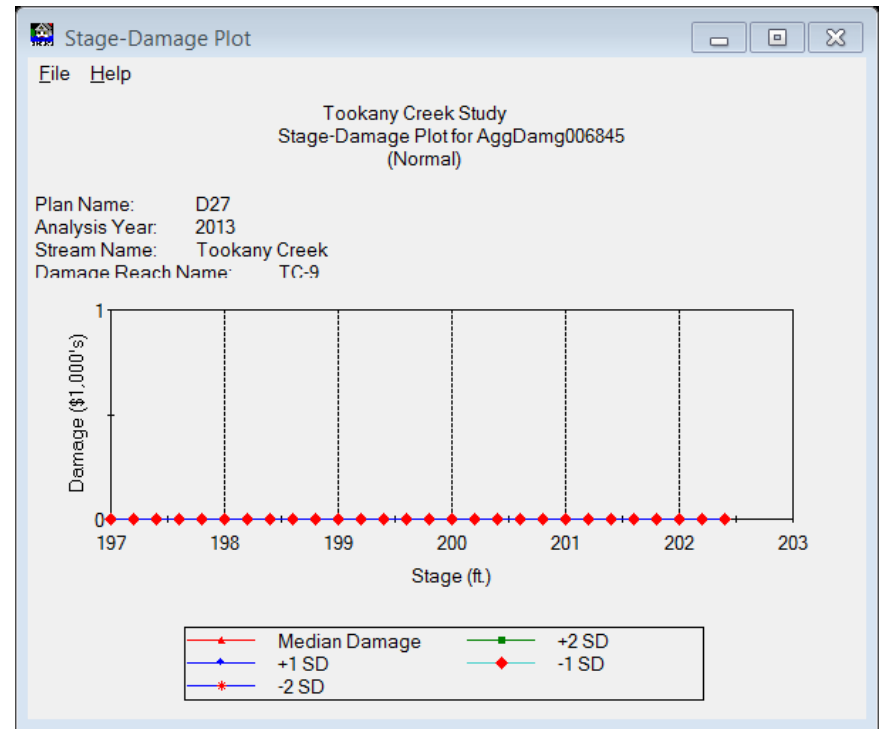 Stage-Damage Plot
File Help
Tookany Creek Study
Stage-Damage Plot for AggDamg006845
(Normal)
Plan Name: D27
Analysis Year: 2013
Stream Name: Tookany Creek
Damage Reach Name: TC-9
1
Damage ($1,000's)
0
197 198 199 200 201 202 203
Stage (ft.)
Median Damage +2 SD
+1 SD -1 SD
-2 SD